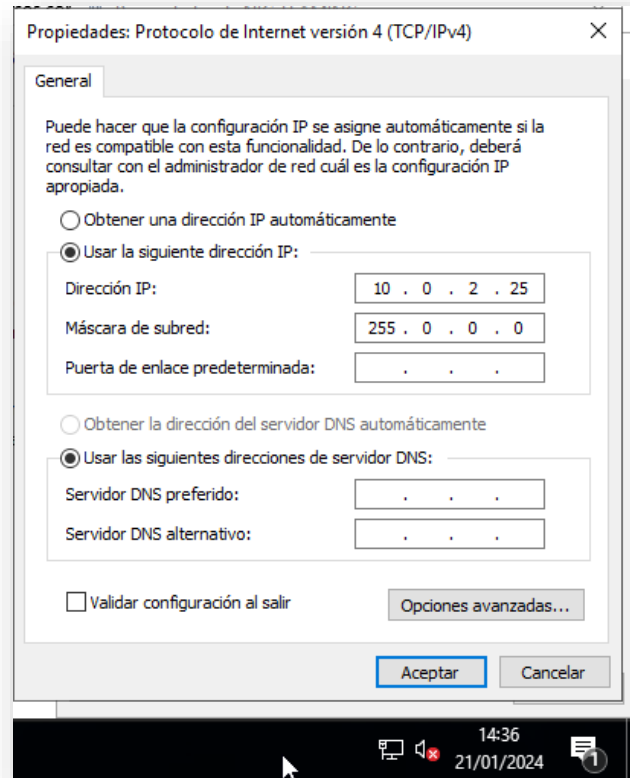 Propiedades: Protocolo de Internet versión 4 (TCP/IPv4)
General
Puede hacer que la configuración IP se asigne automáticamente si la
red es compatible con esta funcionalidad. De lo contrario, deberá
consultar con el administrador de red cuál es la configuración IP
apropiada.
Obtener una dirección IP automáticamente
Usar la siguiente dirección IP:
Dirección IP: 10 . 0 . 2 . 25
Máscara de subred: 255 . 0 . 0 . 0
Puerta de enlace predeterminada: . . .
Obtener la dirección del servidor DNS automáticamente
Usar las siguientes direcciones de servidor DNS:
Servidor DNS preferido: . . .
Servidor DNS alternativo: . . .
Validar configuración al salir
Opciones avanzadas...
Aceptar Cancelar
14:36
21/01/2024
1